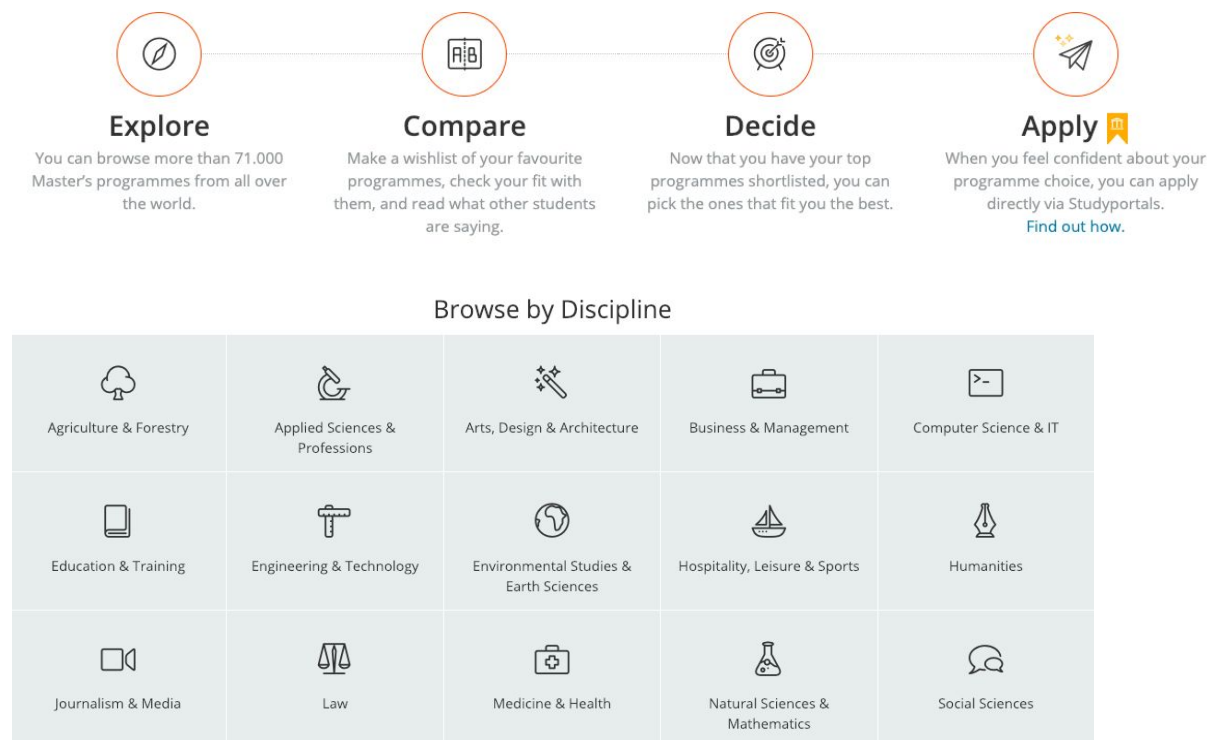 A B
Explore
Compare
Decide
Apply
You can browse more than 71.000
Master's programmes from all over
the world.
Make a wishlist of your favourite
programmes, check your fit with
them, and read what other students
are saying.
Now that you have your top
programmes shortlisted, you can
pick the ones that fit you the best.
When you feel confident about your
programme choice, you can apply
directly via Studyportals.
Find out how.
Browse by Discipline
Agriculture & Forestry
Applied Sciences &
Professions
Arts, Design & Architecture
Business & Management
Computer Science & IT
Education & Training
Engineering & Technology
Environmental Studies &
Earth Sciences
Hospitality, Leisure & Sports
Humanities
Journalism & Media
Law
Medicine & Health
Natural Sciences &
Mathematics
Social Sciences